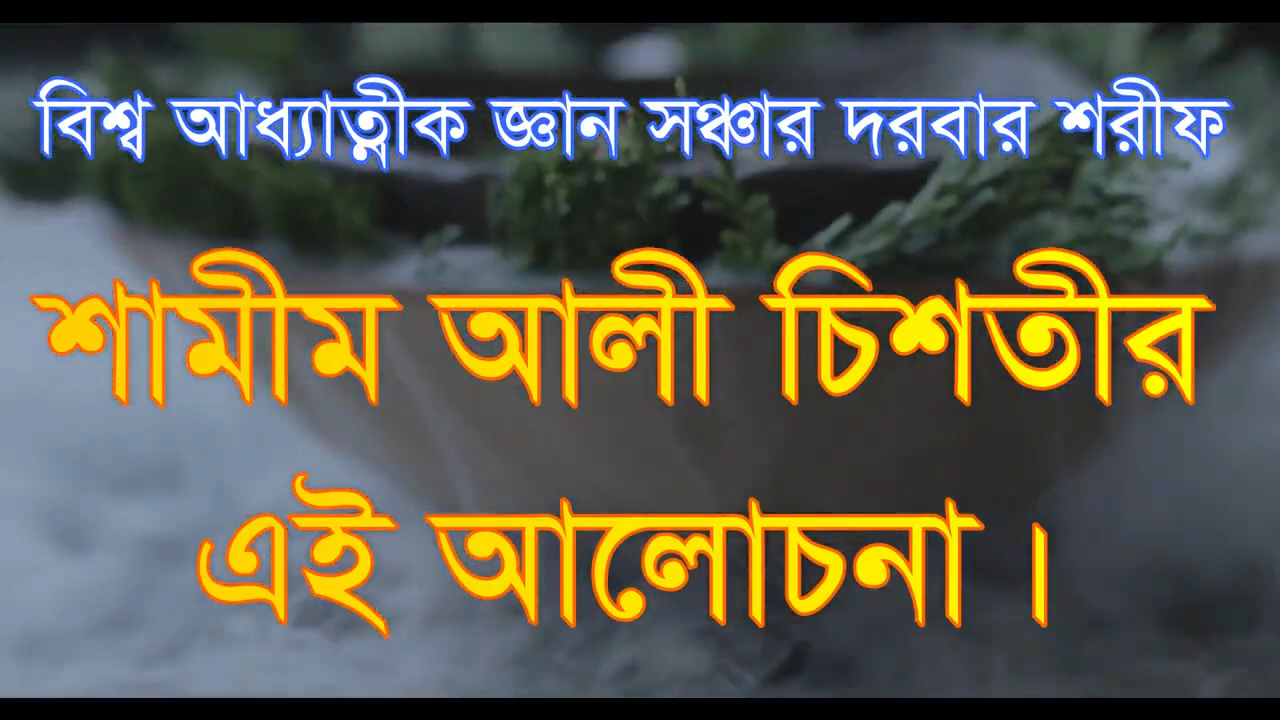 বিশ্ব আধ্যাত্নীক জ্ঞান সঞ্চার দরবার শরীফ
শামীম আলী চিশতীর
এই আলোচনা ।